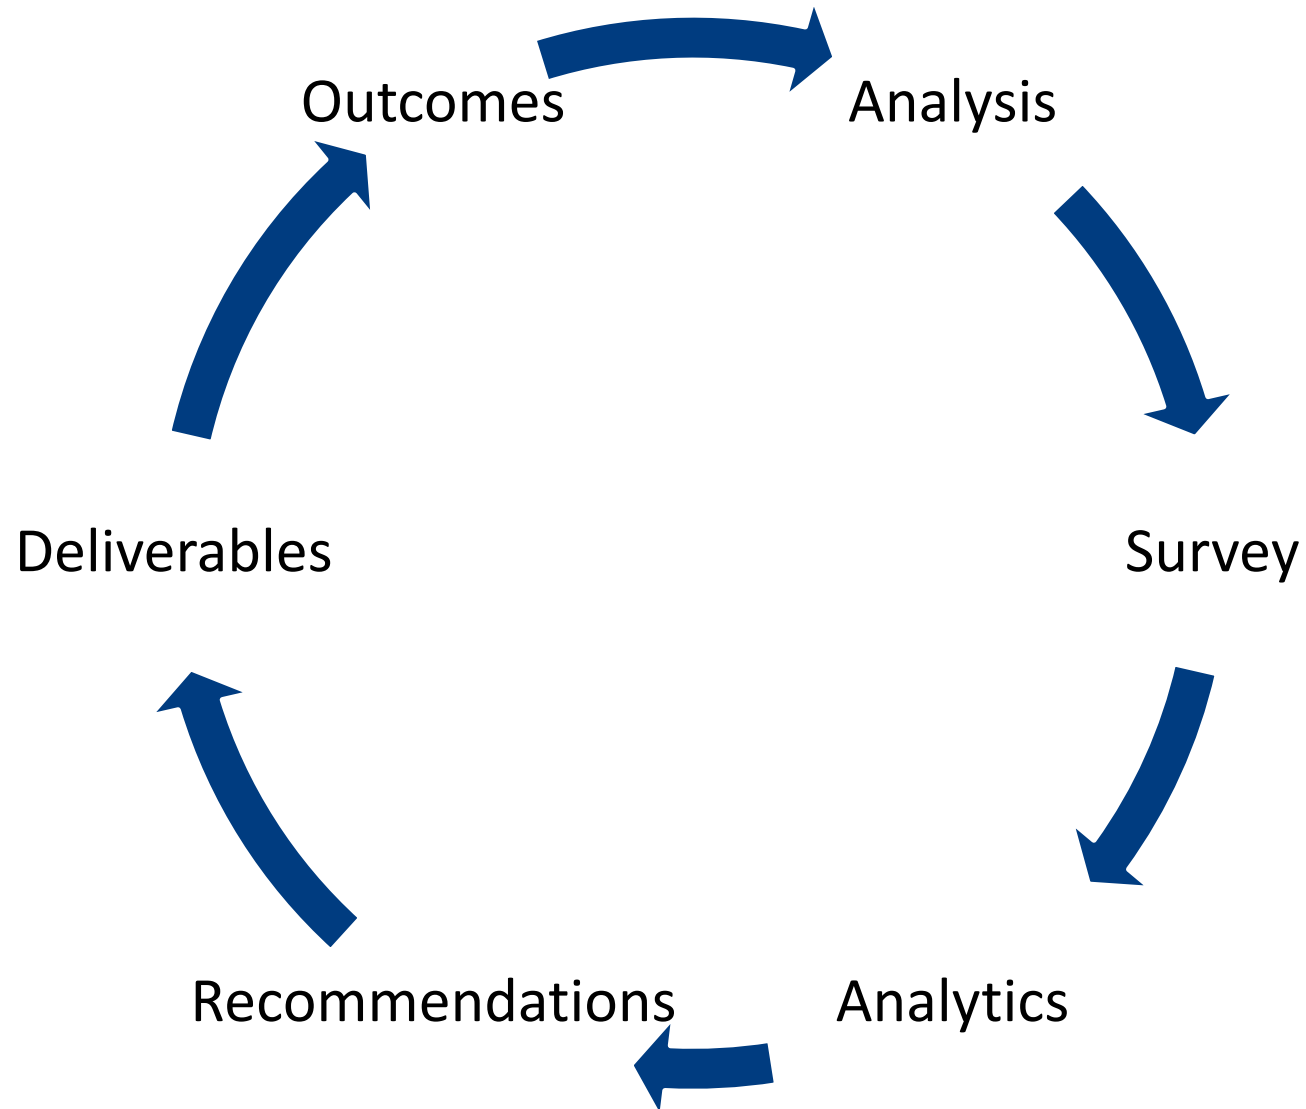 Outcomes
Analysis
Deliverables
Survey
Recommendations
Analytics